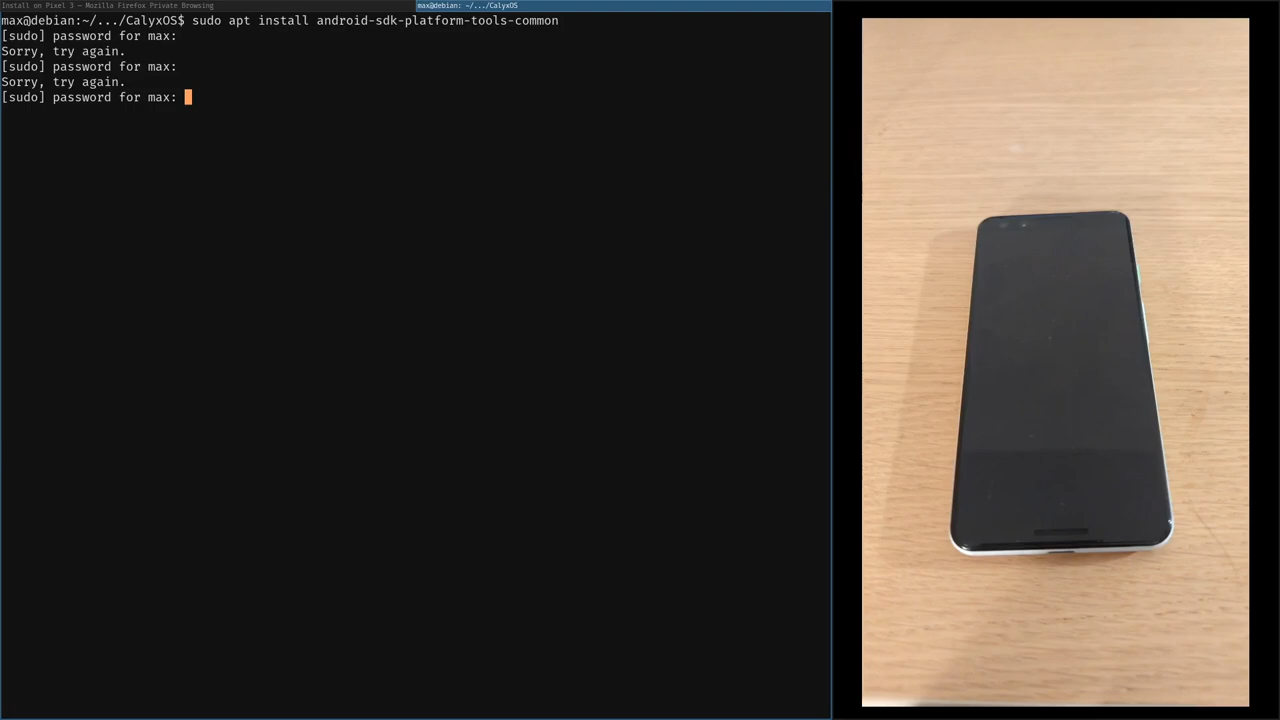 Install on Pixel 3 — Mozilla Firefox Private Browsing
max@debian: ~/.../CalyxOS
max@debian:~/.../CalyxOS$ sudo apt install android-sdk-platform-tools-common
[sudo] password for max:
Sorry, try again.
[sudo] password for max:
Sorry, try again.
[sudo] password for max: